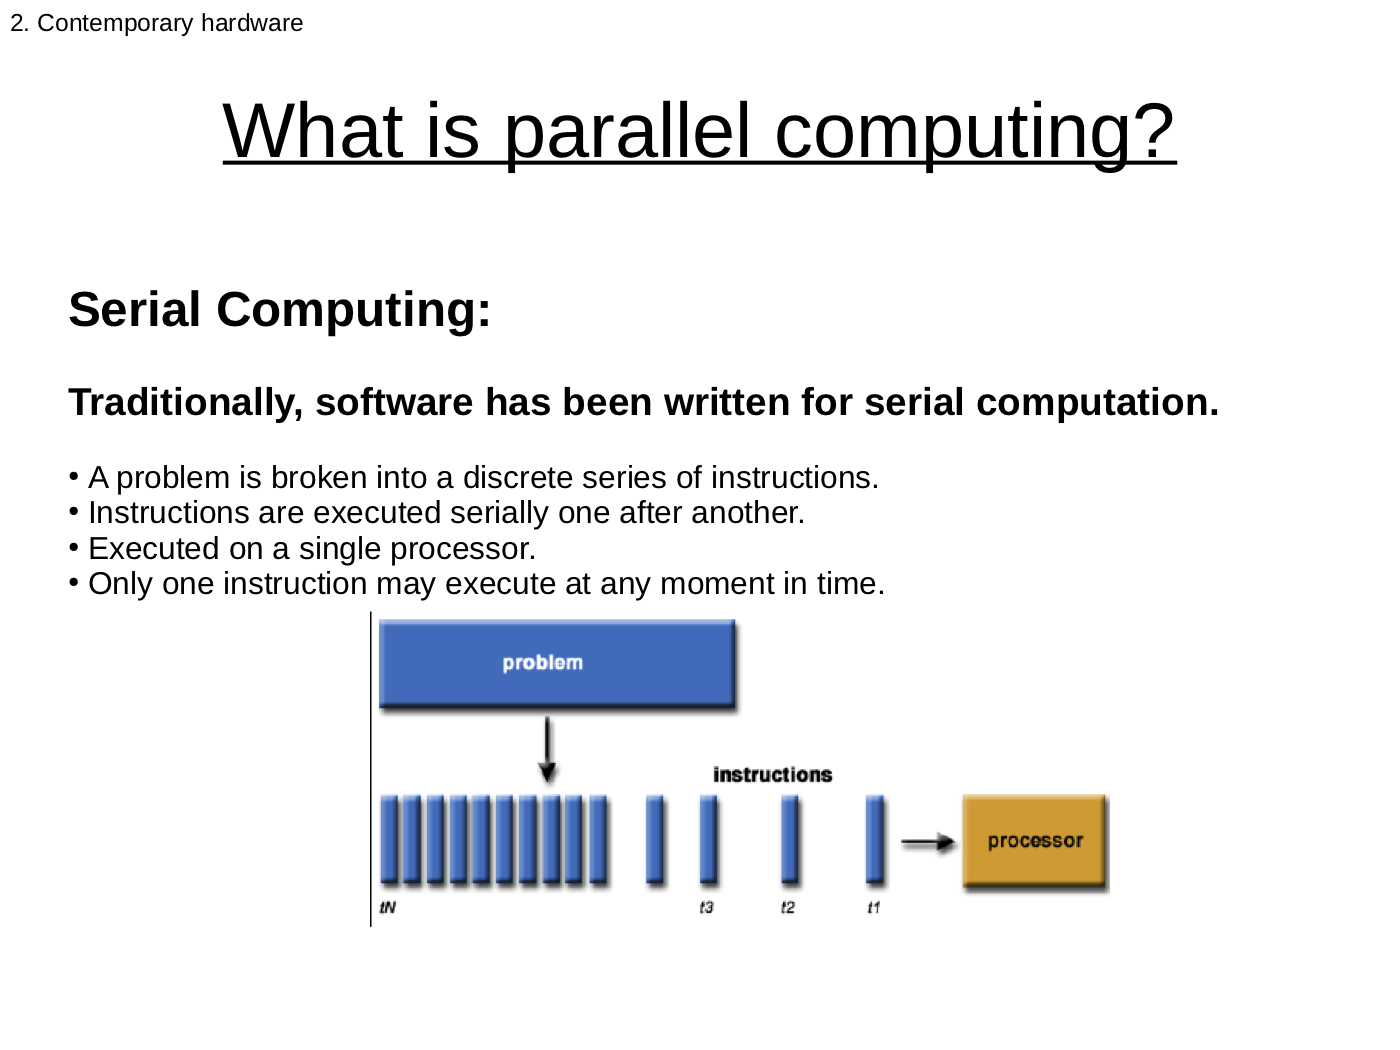 2. Contemporary hardware
What is parallel computing?
Serial Computing:
Traditionally, software has been written for serial computation.
• A problem is broken into a discrete series of instructions.
• Instructions are executed serially one after another.
• Executed on a single processor.
• Only one instruction may execute at any moment in time.
problem
instructions
processor
tN t3 t2 t1